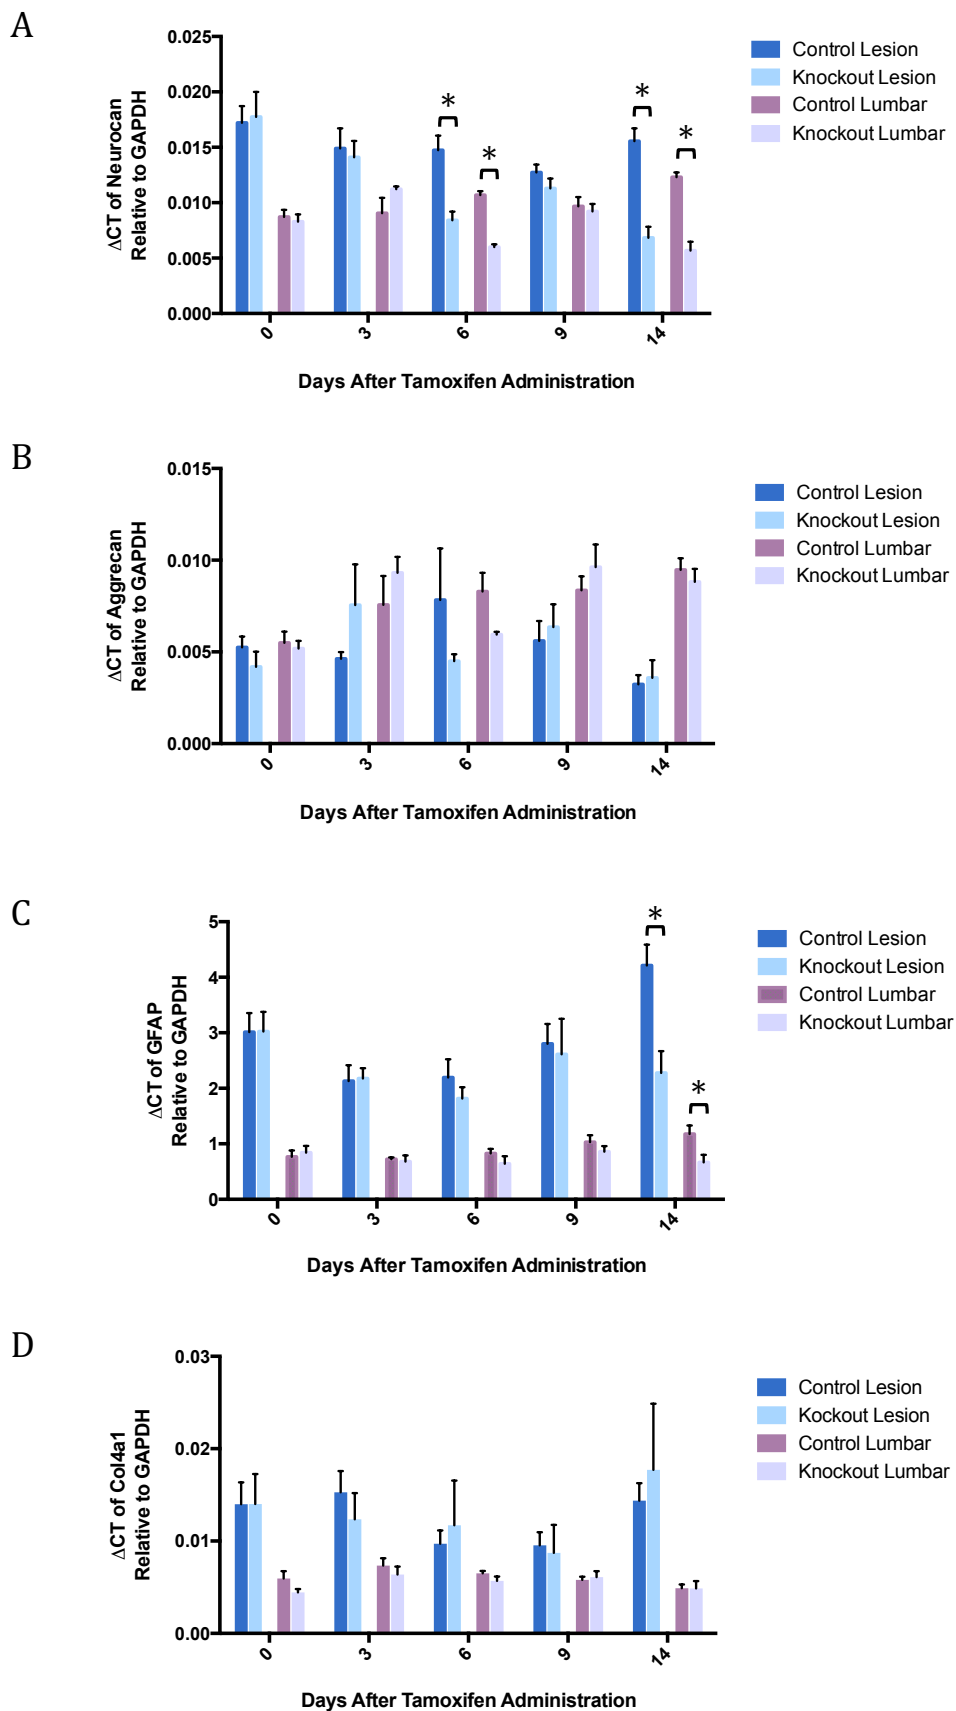 A
ΔCT of Neurocan
Relative to GAPDH
0.025
0.020
0.015
0.010
0.005
0.000
* * * *
0 3 6 9 14
Days After Tamoxifen Administration
Control Lesion
Knockout Lesion
Control Lumbar
Knockout Lumbar
B
ΔCT of Aggrecan
Relative to GAPDH
0.015
0.010
0.005
0.000
0 3 6 9 14
Days After Tamoxifen Administration
Control Lesion
Knockout Lesion
Control Lumbar
Knockout Lumbar
C
ΔCT of GFAP
Relative to GAPDH
5
4
3
2
1
0
* *
0 3 6 9 14
Days After Tamoxifen Administration
Control Lesion
Knockout Lesion
Control Lumbar
Knockout Lumbar
D
ΔCT of Col4a1
Relative to GAPDH
0.03
0.02
0.01
0.00
0 3 6 9 14
Days After Tamoxifen Administration
Control Lesion
Kockout Lesion
Control Lumbar
Knockout Lumbar